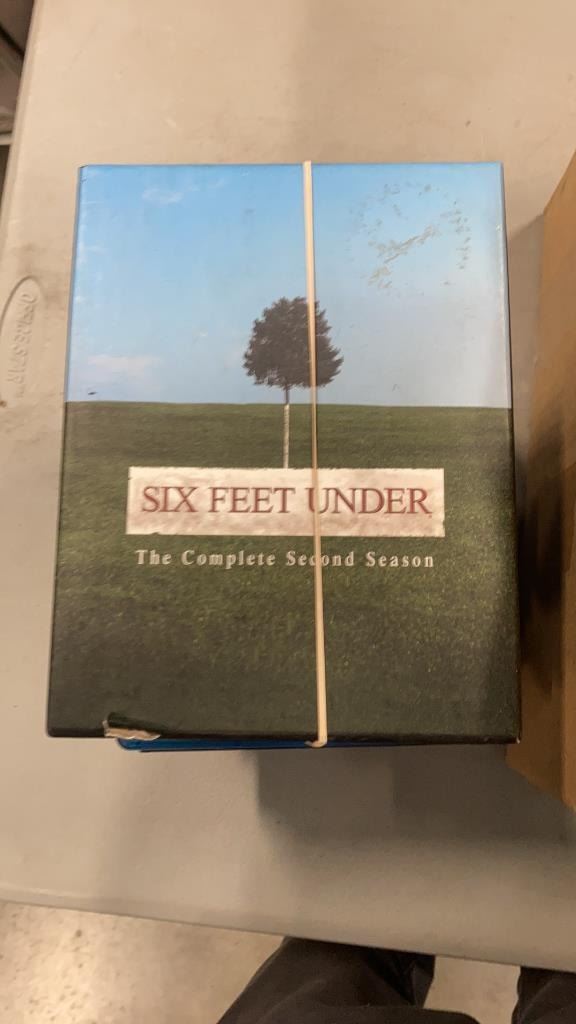 SIX FEET UNDER
The Complete Second Season